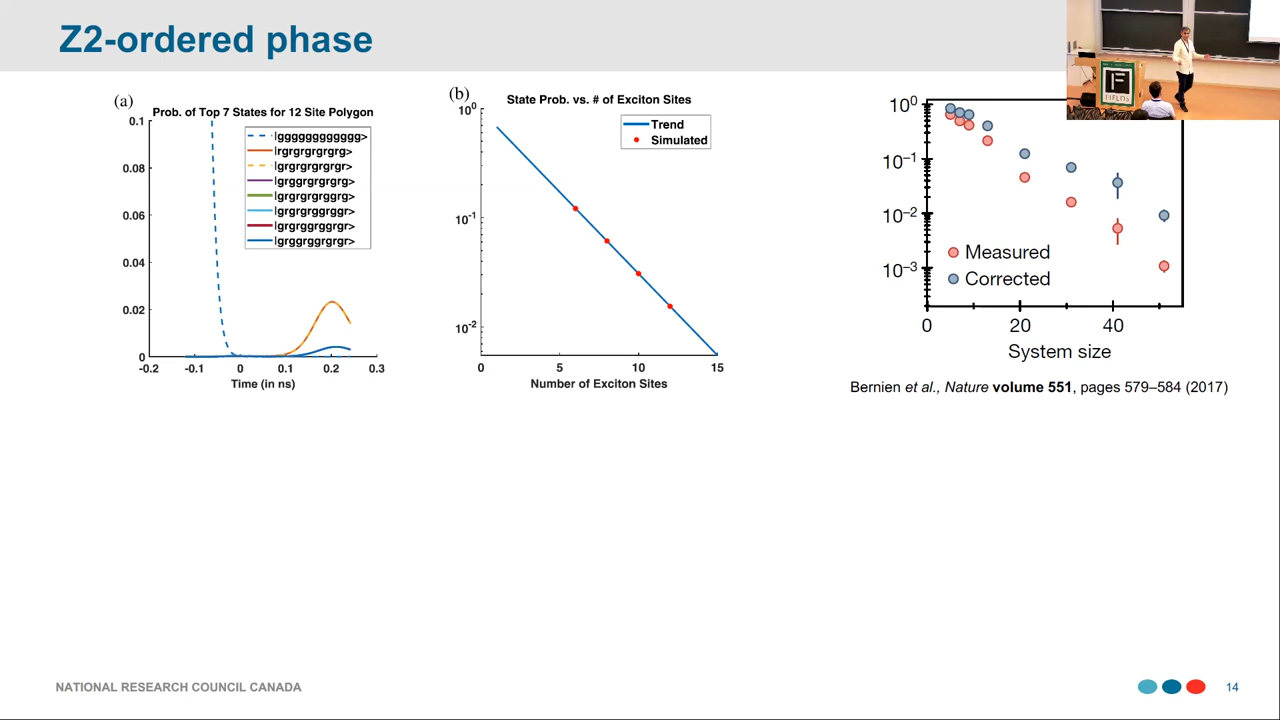 Z2-ordered phase
(a)
Prob. of Top 7 States for 12 Site Polygon
0.1
0.08
0.06
0.04
0.02
0
-0.2
-0.1
0
0.1
0.2
0.3
Time (in ns)
|gggggggggggg>
|rgrgrgrgrgrg>
|grgrgrgrgrgr>
|grggrgrgrgrg>
|grgrgrgrggrg>
|grgrgrggrggr>
|grgrgrggrgrg>
|grggrggrgrgr>
(b)
State Prob. vs. # of Exciton Sites
10⁰
10⁻¹
10⁻²
0
5
10
15
Number of Exciton Sites
Trend
Simulated
10⁰
10⁻¹
10⁻²
10⁻³
Measured
Corrected
0
20
40
System size
Bernien et al., Nature volume 551, pages 579–584 (2017)
FIELDS
NATIONAL RESEARCH COUNCIL CANADA
14